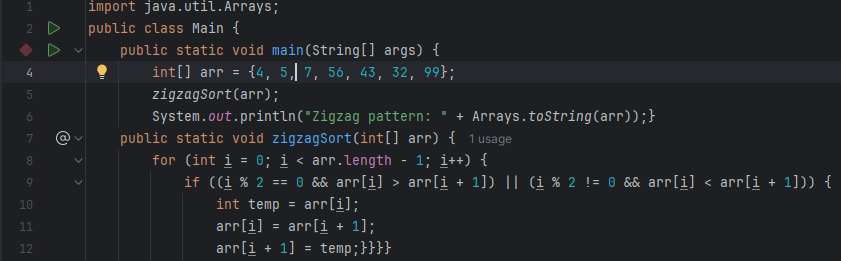 1 import java.util.Arrays;
2 public class Main {
public static void main(String[] args) {
4 int[] arr = {4, 5, 7, 56, 43, 32, 99};
5 zigzagSort(arr);
6 System.out.println("Zigzag pattern: " + Arrays.toString(arr));}
7 @ public static void zigzagSort(int[] arr) { 1 usage
8 for (int i = 0; i < arr.length - 1; i++) {
9 if ((i % 2 == 0 && arr[i] > arr[i + 1]) || (i % 2 != 0 && arr[i] < arr[i + 1])) {
10 int temp = arr[i];
11 arr[i] = arr[i + 1];
12 arr[i + 1] = temp;}}}}